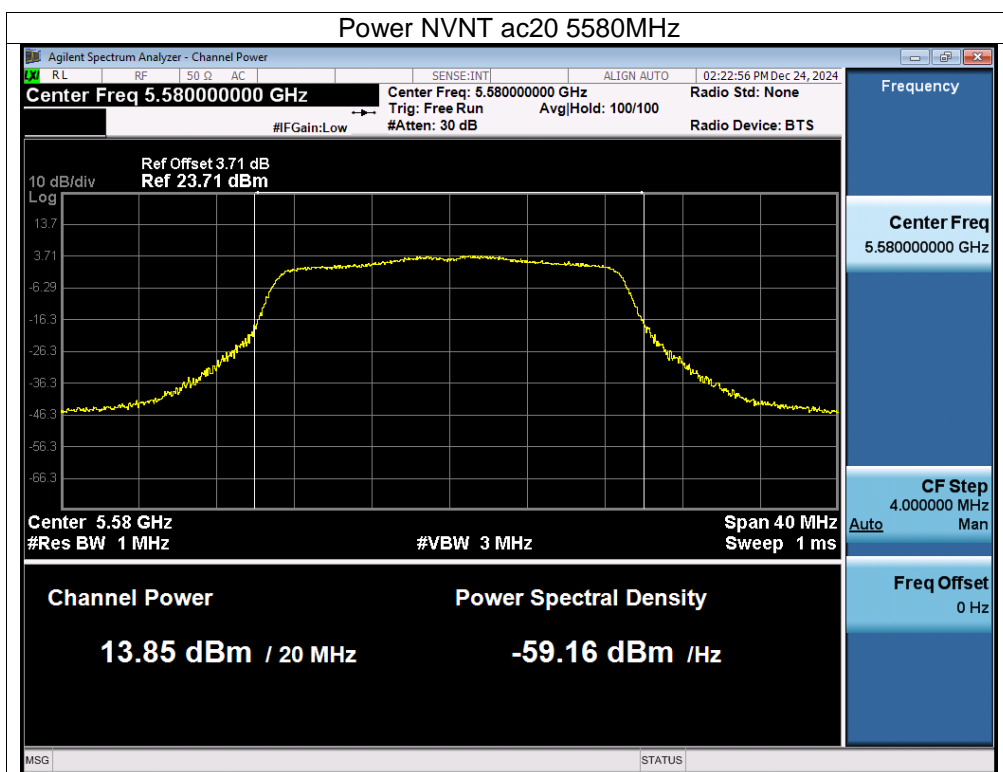 Power NVNT ac20 5580MHz
Agilent Spectrum Analyzer - Channel Power
LXI RL RF 50 Ω AC SENSE:INT ALIGN AUTO 02:22:56 PM Dec 24, 2024
Center Freq 5.580000000 GHz
Center Freq: 5.580000000 GHz Radio Std: None
Trig: Free Run Avg|Hold: 100/100
#IFGain:Low #Atten: 30 dB Radio Device: BTS
Ref Offset 3.71 dB
10 dB/div Ref 23.71 dBm
Log
13.7
3.71
-6.29
-16.3
-26.3
-36.3
-46.3
-56.3
-66.3
Center 5.58 GHz Span 40 MHz
#Res BW 1 MHz #VBW 3 MHz Sweep 1 ms
Channel Power Power Spectral Density
13.85 dBm / 20 MHz -59.16 dBm /Hz
Frequency
Center Freq
5.580000000 GHz
CF Step
4.000000 MHz
Auto Man
Freq Offset
0 Hz
MSG STATUS